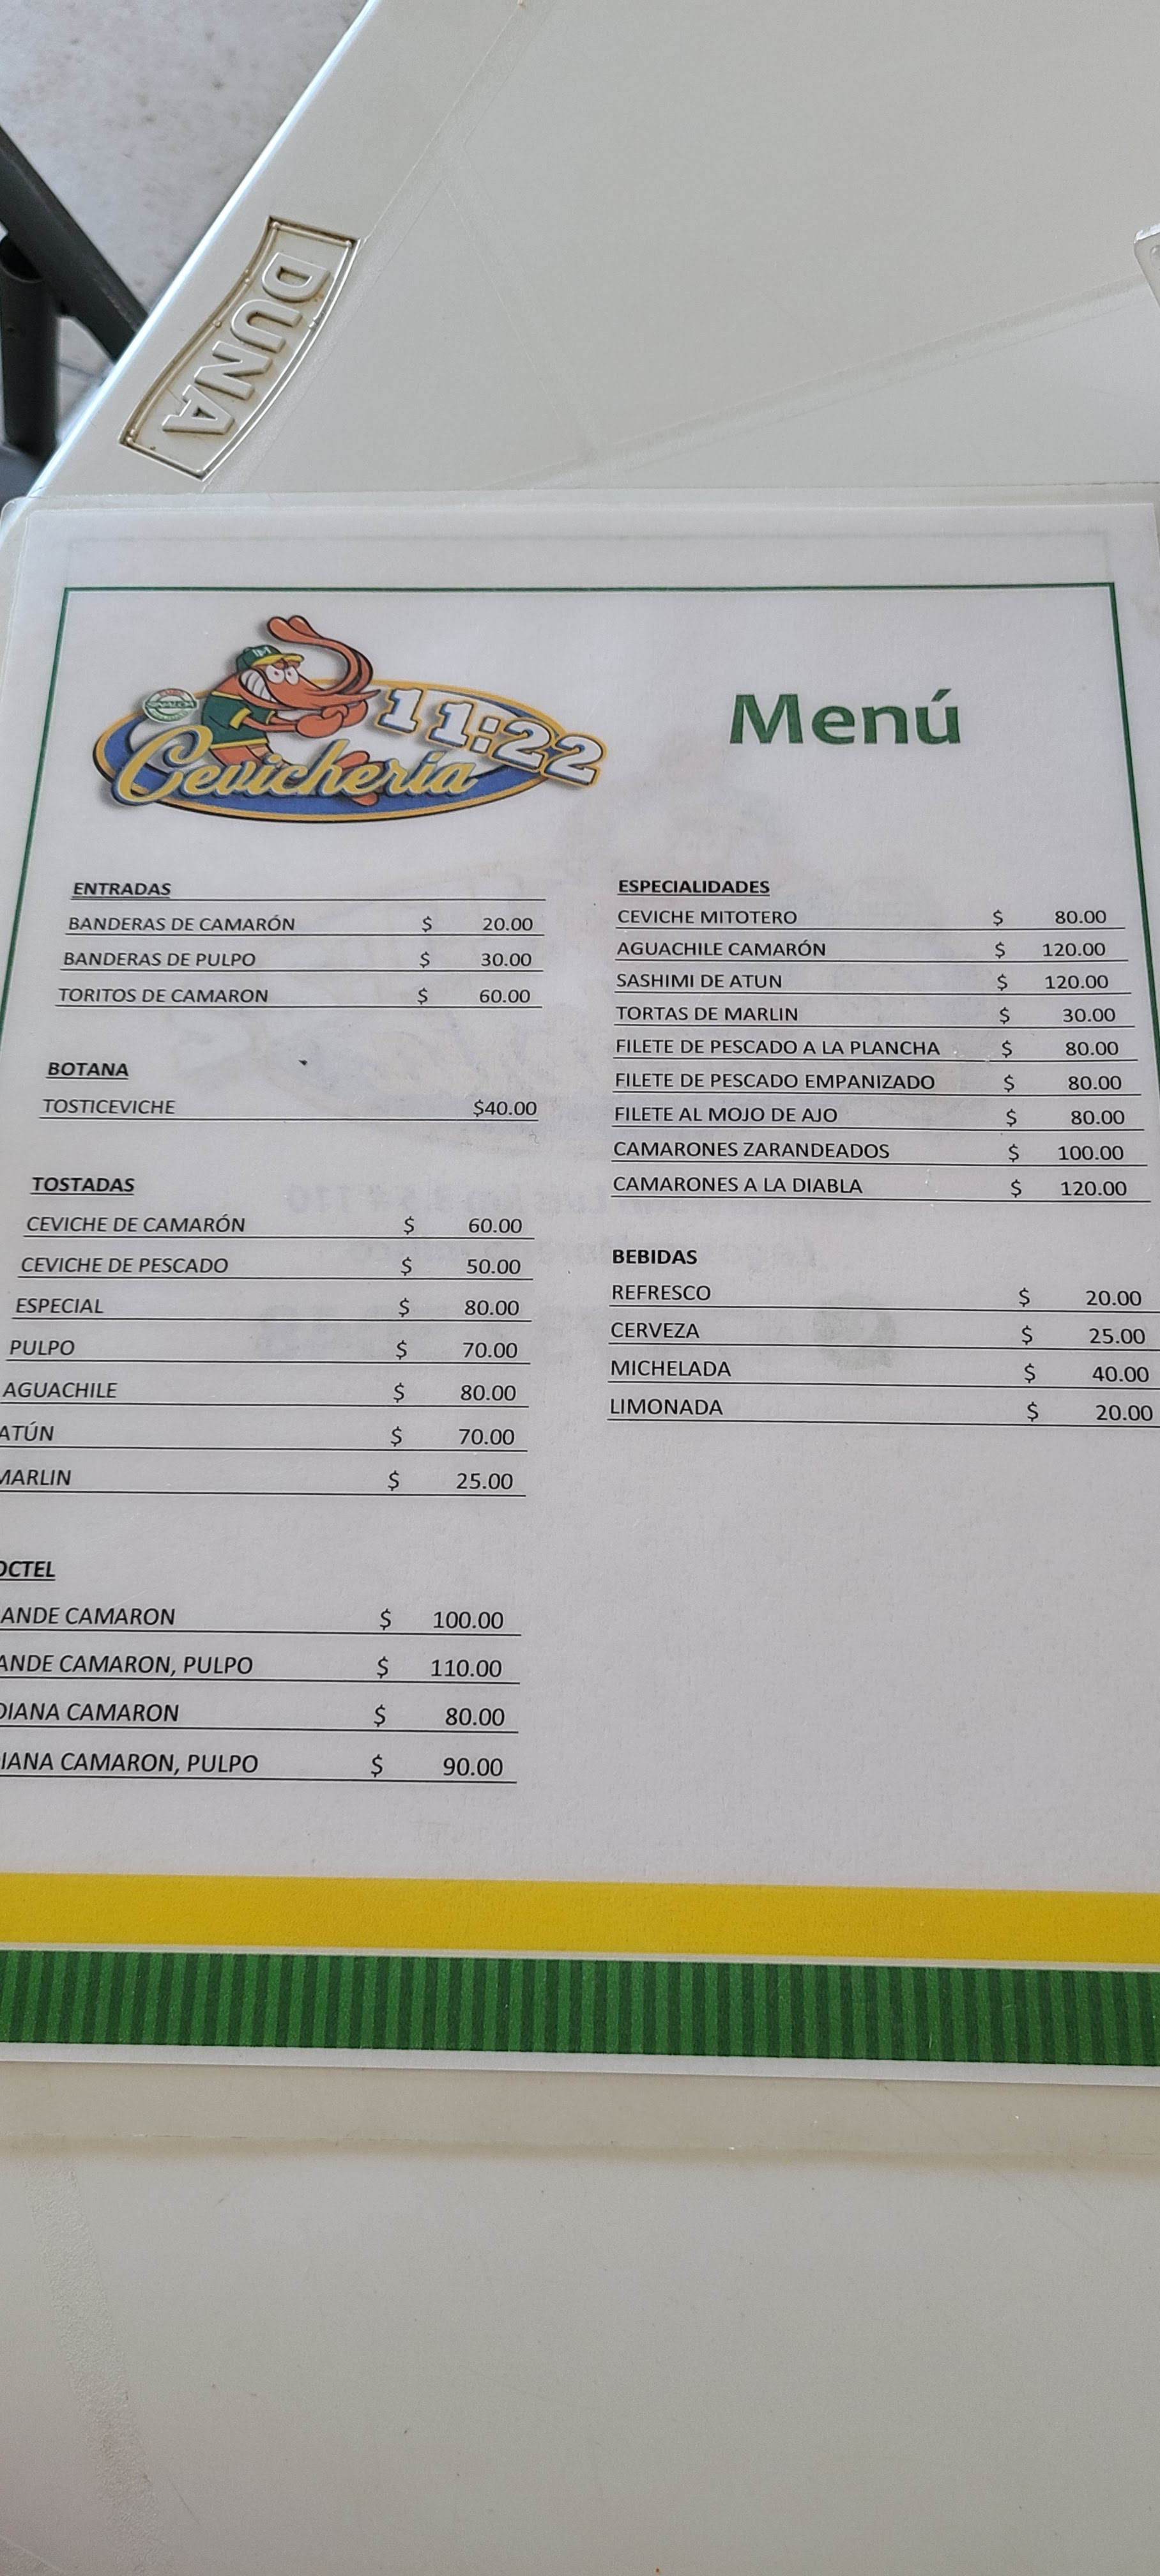 DUNA
11:22
Cevichería
Menú
ENTRADAS
BANDERAS DE CAMARÓN $ 20.00
BANDERAS DE PULPO $ 30.00
TORITOS DE CAMARON $ 60.00
BOTANA
TOSTICEVICHE $40.00
TOSTADAS
CEVICHE DE CAMARÓN $ 60.00
CEVICHE DE PESCADO $ 50.00
ESPECIAL $ 80.00
PULPO $ 70.00
AGUACHILE $ 80.00
ATÚN $ 70.00
MARLIN $ 25.00
OCTEL
ANDE CAMARON $ 100.00
ANDE CAMARON, PULPO $ 110.00
DIANA CAMARON $ 80.00
IANA CAMARON, PULPO $ 90.00
ESPECIALIDADES
CEVICHE MITOTERO $ 80.00
AGUACHILE CAMARÓN $ 120.00
SASHIMI DE ATUN $ 120.00
TORTAS DE MARLIN $ 30.00
FILETE DE PESCADO A LA PLANCHA $ 80.00
FILETE DE PESCADO EMPANIZADO $ 80.00
FILETE AL MOJO DE AJO $ 80.00
CAMARONES ZARANDEADOS $ 100.00
CAMARONES A LA DIABLA $ 120.00
BEBIDAS
REFRESCO $ 20.00
CERVEZA $ 25.00
MICHELADA $ 40.00
LIMONADA $ 20.00